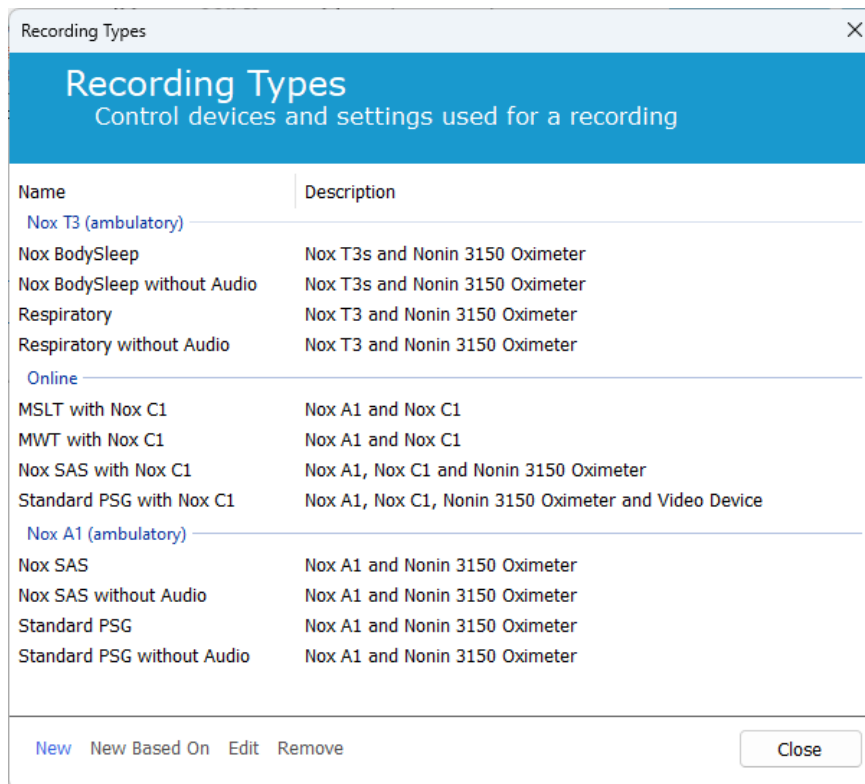 Recording Types
Recording Types
Control devices and settings used for a recording
Name Description
Nox T3 (ambulatory)
Nox BodySleep Nox T3s and Nonin 3150 Oximeter
Nox BodySleep without Audio Nox T3s and Nonin 3150 Oximeter
Respiratory Nox T3 and Nonin 3150 Oximeter
Respiratory without Audio Nox T3 and Nonin 3150 Oximeter
Online
MSLT with Nox C1 Nox A1 and Nox C1
MWT with Nox C1 Nox A1 and Nox C1
Nox SAS with Nox C1 Nox A1, Nox C1 and Nonin 3150 Oximeter
Standard PSG with Nox C1 Nox A1, Nox C1, Nonin 3150 Oximeter and Video Device
Nox A1 (ambulatory)
Nox SAS Nox A1 and Nonin 3150 Oximeter
Nox SAS without Audio Nox A1 and Nonin 3150 Oximeter
Standard PSG Nox A1 and Nonin 3150 Oximeter
Standard PSG without Audio Nox A1 and Nonin 3150 Oximeter
New New Based On Edit Remove Close